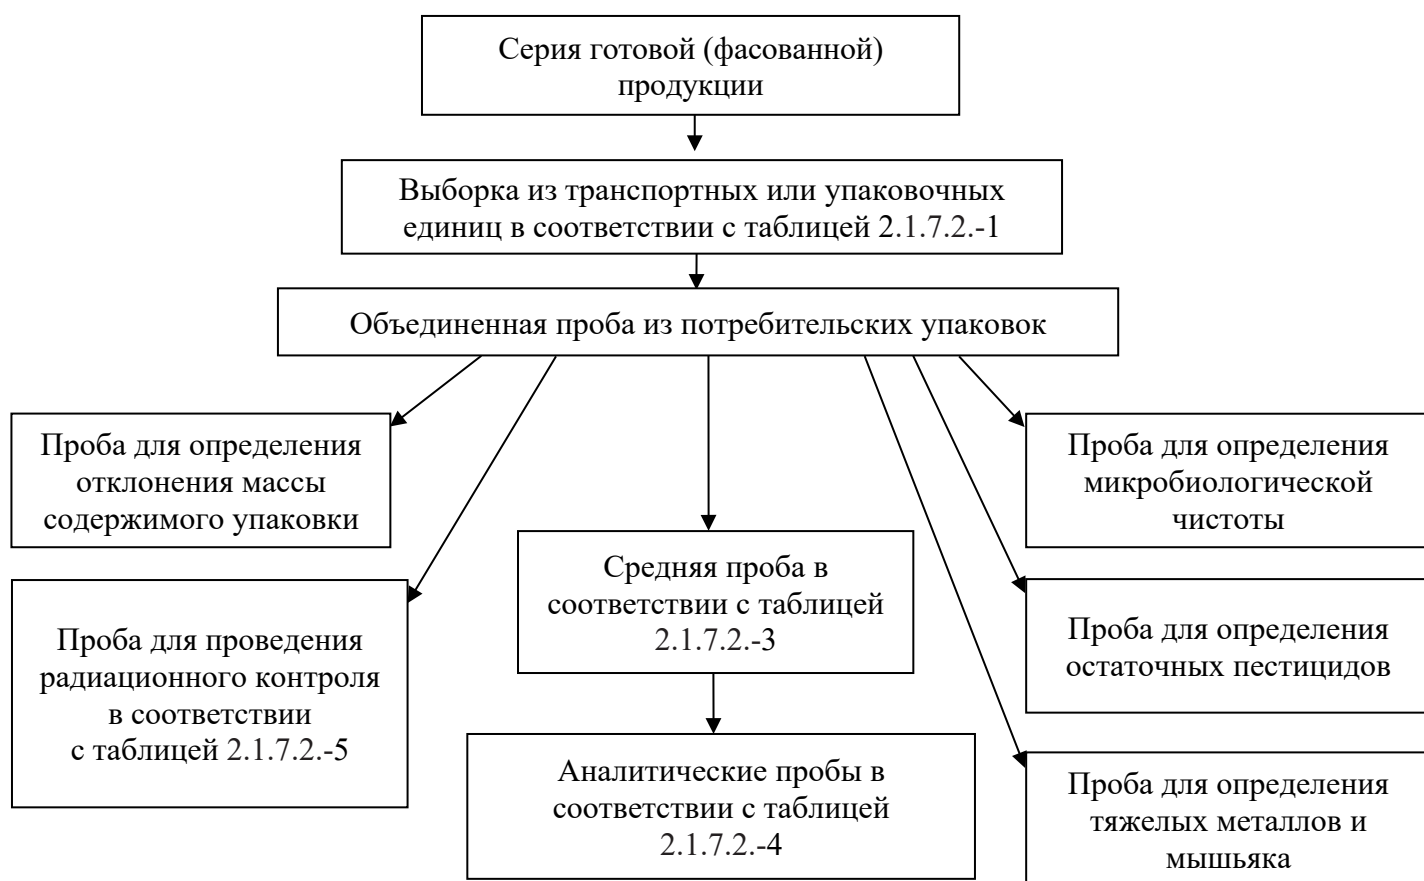 Серия готовой (фасованной)
продукции
Выборка из транспортных или упаковочных
единиц в соответствии с таблицей 2.1.7.2.-1
Объединенная проба из потребительских упаковок
Проба для определения
отклонения массы
содержимого упаковки
Проба для проведения
радиационного контроля
в соответствии
с таблицей 2.1.7.2.-5
Средняя проба в
соответствии с таблицей
2.1.7.2.-3
Аналитические пробы в
соответствии с таблицей
2.1.7.2.-4
Проба для определения
микробиологической
чистоты
Проба для определения
остаточных пестицидов
Проба для определения
тяжелых металлов и
мышьяка